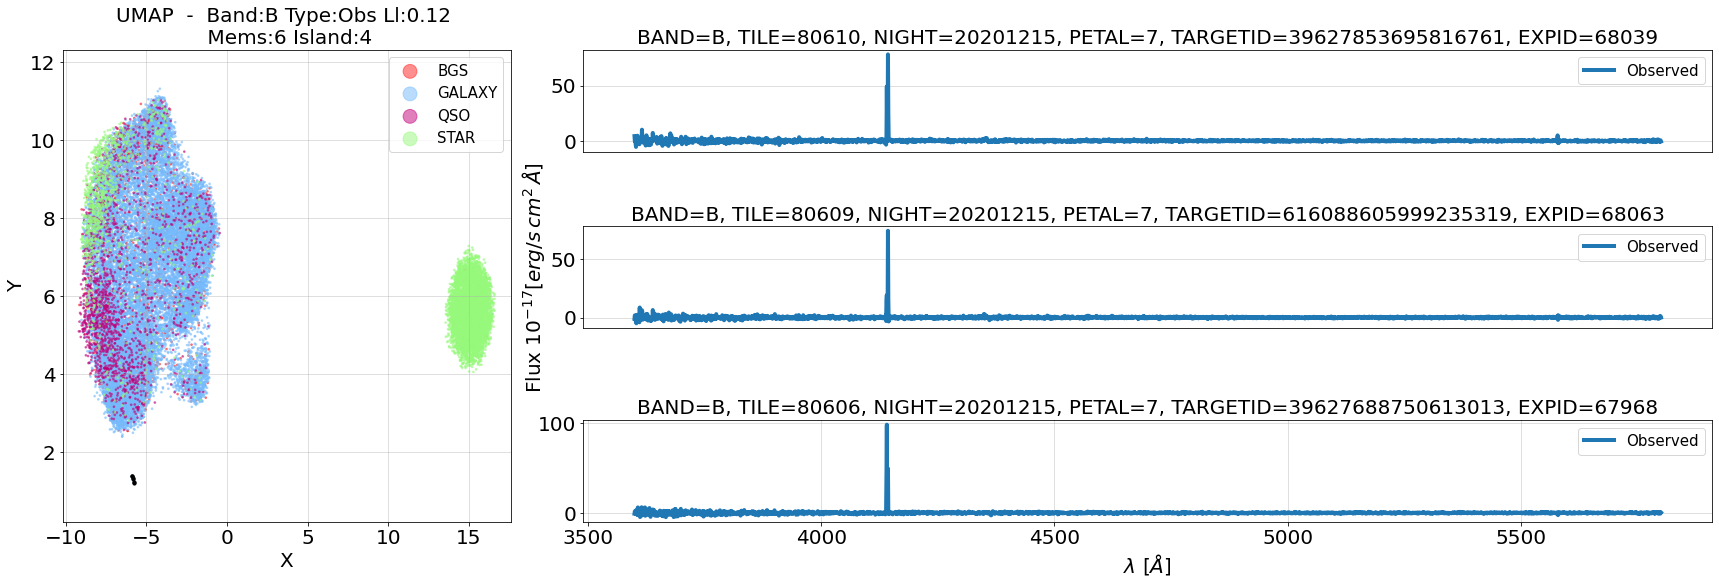 UMAP - Band:B Type:Obs Ll:0.12
Mems:6 Island:4
12
10
8
6
4
2
Y
−10
−5
0
5
10
15
X
BGS
GALAXY
QSO
STAR
Flux 10^{-17}[erg/s cm^2 Å]
BAND=B, TILE=80610, NIGHT=20201215, PETAL=7, TARGETID=39627853695816761, EXPID=68039
50
0
Observed
BAND=B, TILE=80609, NIGHT=20201215, PETAL=7, TARGETID=616088605999235319, EXPID=68063
50
0
Observed
BAND=B, TILE=80606, NIGHT=20201215, PETAL=7, TARGETID=39627688750613013, EXPID=67968
100
0
Observed
3500
4000
4500
5000
5500
λ [Å]